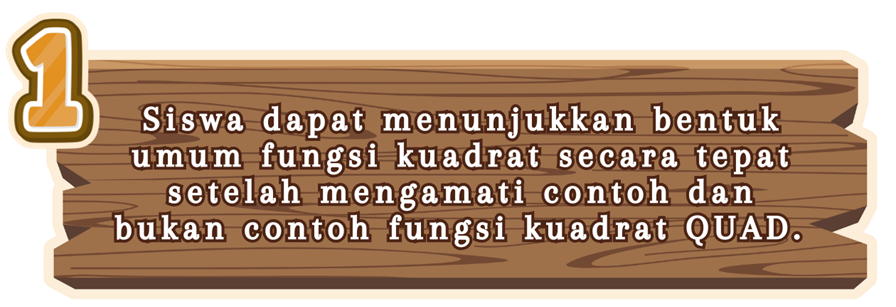 1
Siswa dapat menunjukkan bentuk
umum fungsi kuadrat secara tepat
setelah mengamati contoh dan
bukan contoh fungsi kuadrat QUAD.